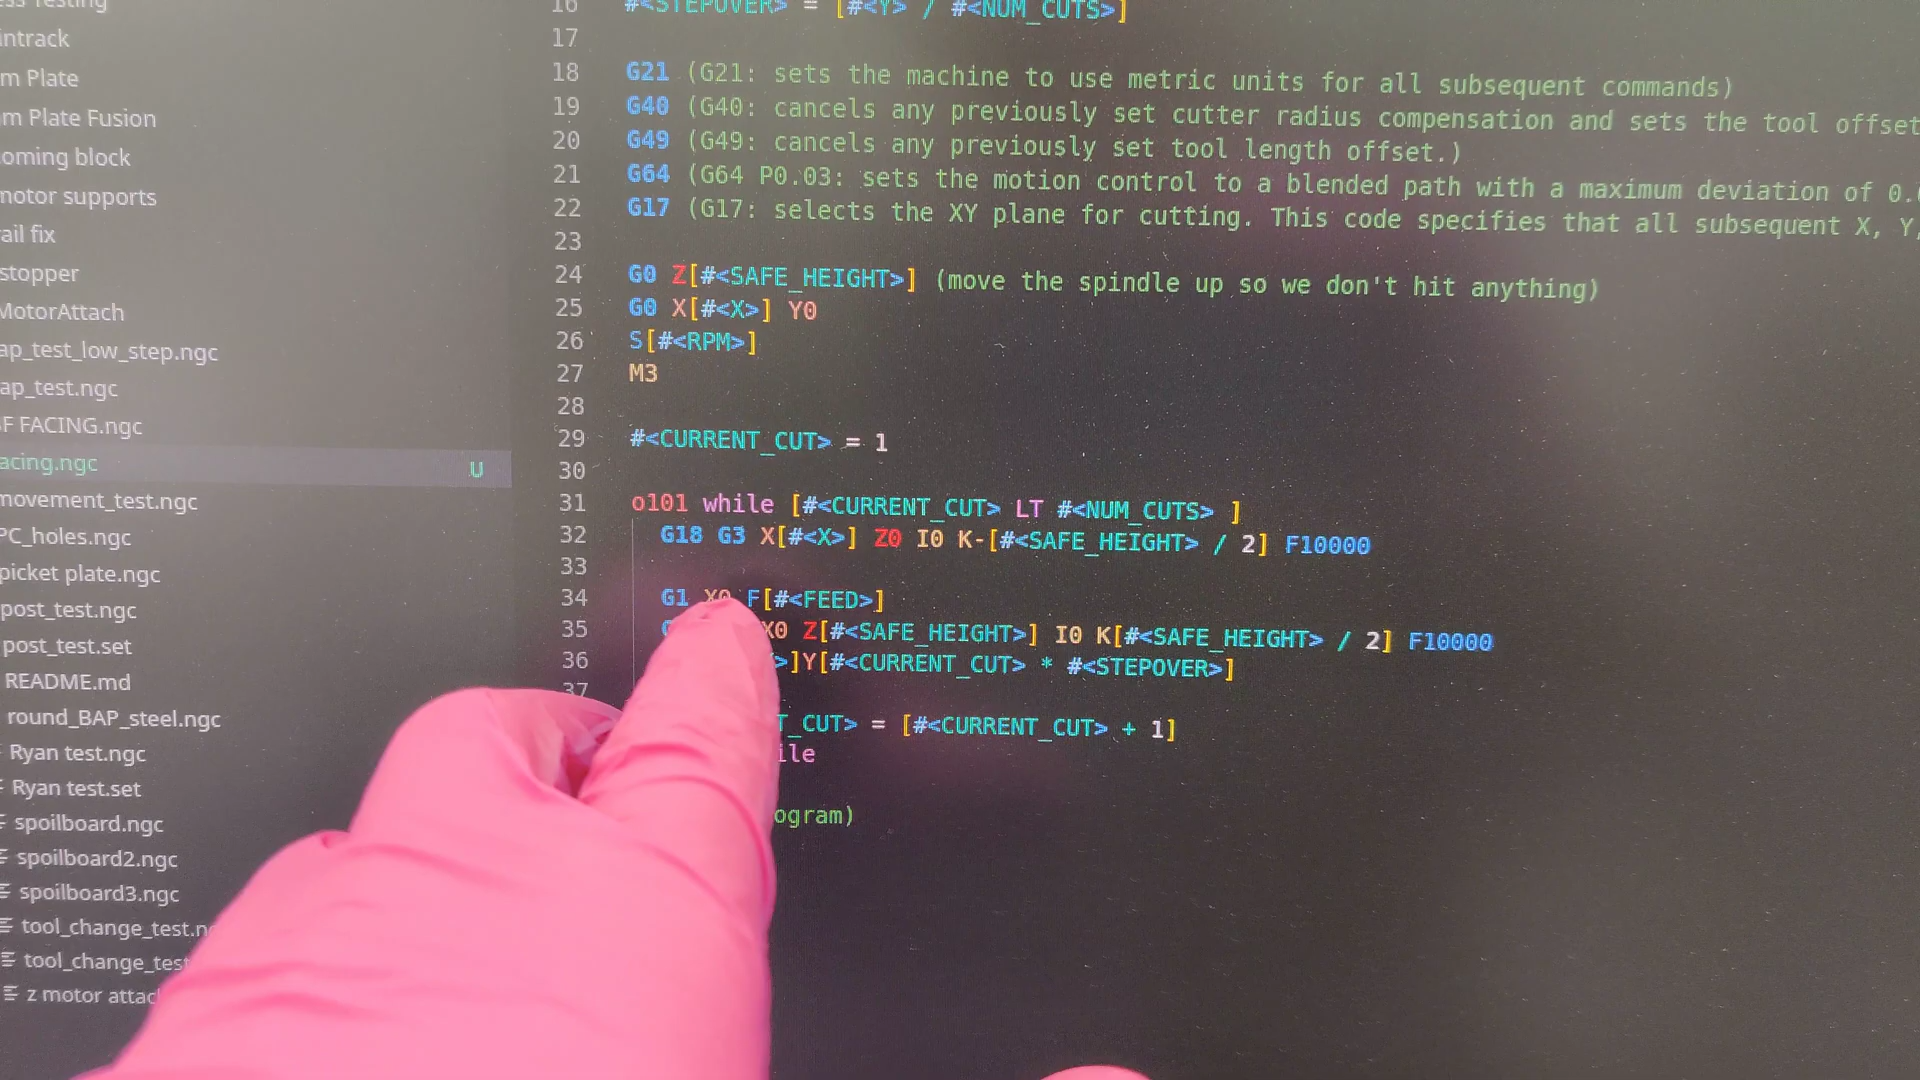 ess Testing
intrack
m Plate
m Plate Fusion
oming block
motor supports
ail fix
stopper
MotorAttach
ap_test_low_step.ngc
ap_test.ngc
F FACING.ngc
acing.ngc U
movement_test.ngc
PC_holes.ngc
picket plate.ngc
post_test.ngc
post_test.set
README.md
round_BAP_steel.ngc
Ryan test.ngc
Ryan test.set
spoilboard.ngc
spoilboard2.ngc
spoilboard3.ngc
tool_change_test.n
tool_change_test
z motor attac
16 #<STEPOVER> = [#<Y> / #<NUM_CUTS>]
17
18 G21 (G21: sets the machine to use metric units for all subsequent commands)
19 G40 (G40: cancels any previously set cutter radius compensation and sets the tool offset
20 G49 (G49: cancels any previously set tool length offset.)
21 G64 (G64 P0.03: sets the motion control to a blended path with a maximum deviation of 0.
22 G17 (G17: selects the XY plane for cutting. This code specifies that all subsequent X, Y,
23
24 G0 Z[#<SAFE_HEIGHT>] (move the spindle up so we don't hit anything)
25 G0 X[#<X>] Y0
26 S[#<RPM>]
27 M3
28
29 #<CURRENT_CUT> = 1
30
31 o101 while [#<CURRENT_CUT> LT #<NUM_CUTS> ]
32 G18 G3 X[#<X>] Z0 I0 K-[#<SAFE_HEIGHT> / 2] F10000
33
34 G1 X0 F[#<FEED>]
35 X0 Z[#<SAFE_HEIGHT>] I0 K[#<SAFE_HEIGHT> / 2] F10000
36 >]Y[#<CURRENT_CUT> * #<STEPOVER>]
37
T_CUT> = [#<CURRENT_CUT> + 1]
ile
ogram)